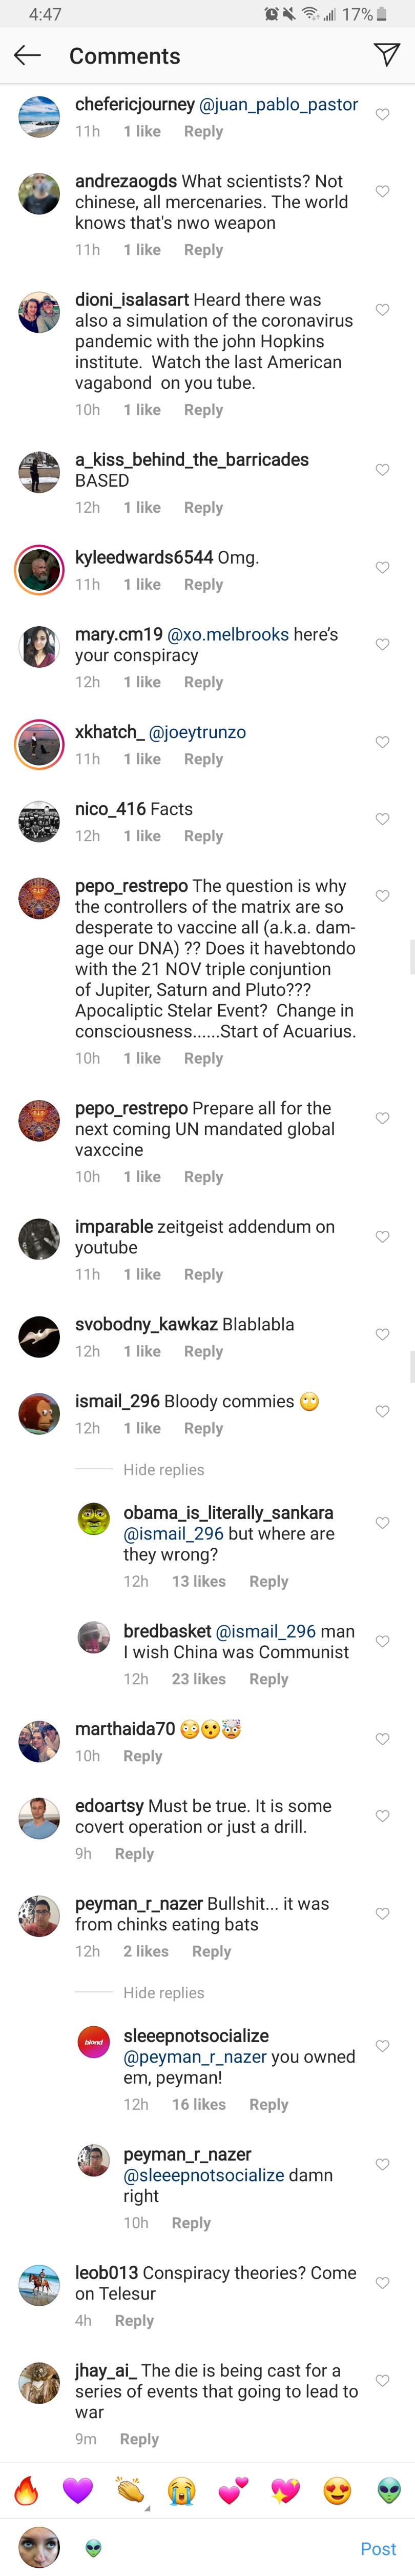 4:47 17%
Comments
chefericjourney @juan_pablo_pastor
11h 1 like Reply
andrezaogds What scientists? Not
chinese, all mercenaries. The world
knows that's nwo weapon
11h 1 like Reply
dioni_isalasart Heard there was
also a simulation of the coronavirus
pandemic with the john Hopkins
institute. Watch the last American
vagabond on you tube.
10h 1 like Reply
a_kiss_behind_the_barricades
BASED
12h 1 like Reply
kyleedwards6544 Omg.
11h 1 like Reply
mary.cm19 @xo.melbrooks here's
your conspiracy
12h 1 like Reply
xkhatch_ @joeytrunzo
11h 1 like Reply
nico_416 Facts
12h 1 like Reply
pepo_restrepo The question is why
the controllers of the matrix are so
desperate to vaccine all (a.k.a. dam-
age our DNA) ?? Does it havebtondo
with the 21 NOV triple conjuntion
of Jupiter, Saturn and Pluto???
Apocaliptic Stelar Event? Change in
consciousness......Start of Acuarius.
10h 1 like Reply
pepo_restrepo Prepare all for the
next coming UN mandated global
vaxccine
10h 1 like Reply
imparable zeitgeist addendum on
youtube
11h 1 like Reply
svobodny_kawkaz Blablabla
12h 1 like Reply
ismail_296 Bloody commies 🙄
12h 1 like Reply
Hide replies
obama_is_literally_sankara
@ismail_296 but where are
they wrong?
12h 13 likes Reply
bredbasket @ismail_296 man
I wish China was Communist
12h 23 likes Reply
marthaida70 😳😯🤯
10h Reply
edoartsy Must be true. It is some
covert operation or just a drill.
9h Reply
peyman_r_nazer Bullshit... it was
from chinks eating bats
12h 2 likes Reply
Hide replies
blond
sleeepnotsocialize
@peyman_r_nazer you owned
em, peyman!
12h 16 likes Reply
peyman_r_nazer
@sleeepnotsocialize damn
right
10h Reply
leob013 Conspiracy theories? Come
on Telesur
4h Reply
jhay_ai_ The die is being cast for a
series of events that going to lead to
war
9m Reply
🔥 💜 👏 😭 💕 💖 😍 👽
👽 Post